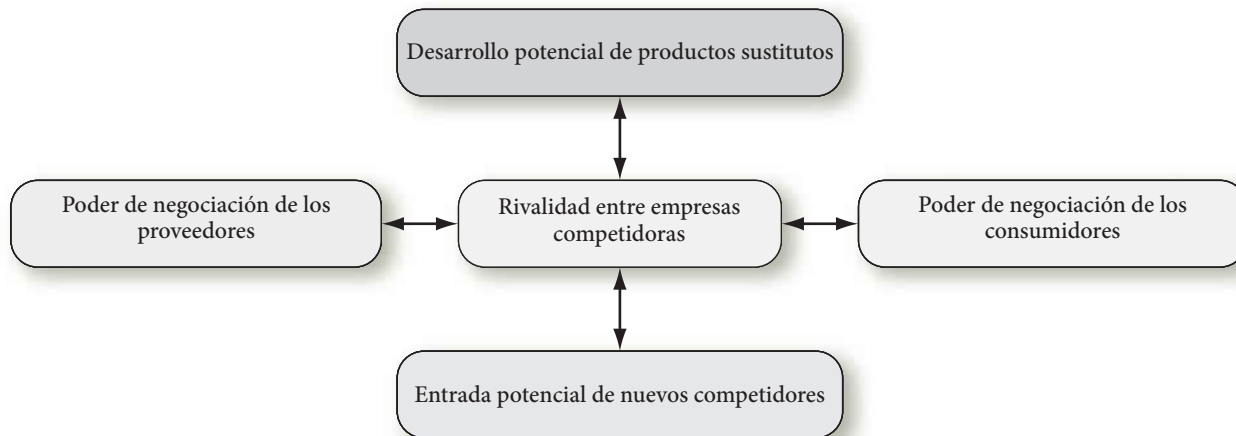 Desarrollo potencial de productos sustitutos
Poder de negociación de los
proveedores
Rivalidad entre empresas
competidoras
Poder de negociación de los
consumidores
Entrada potencial de nuevos competidores